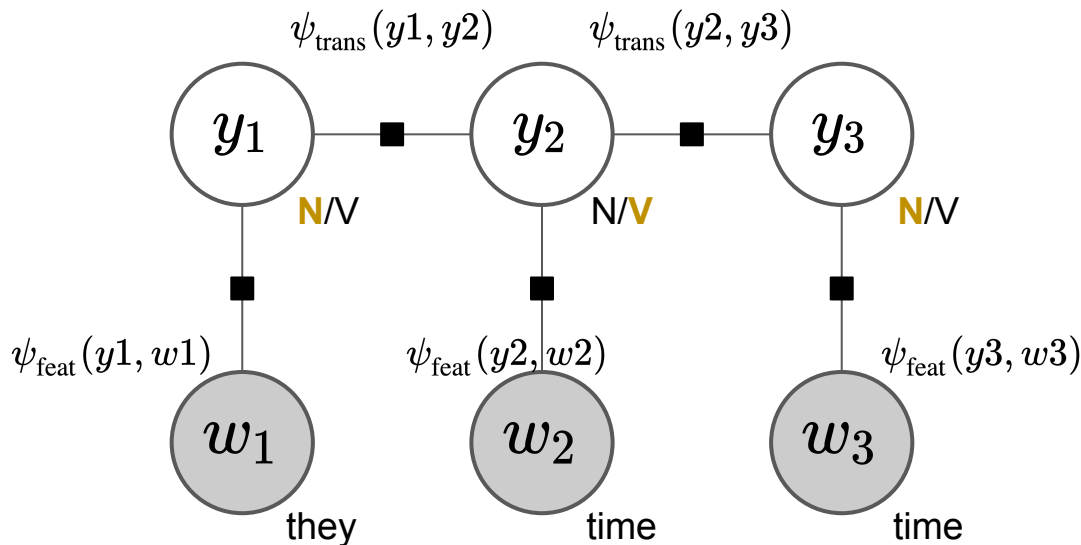 ψtrans(y1, y2) ψtrans(y2, y3)
y1 y2 y3
N/V N/V N/V
ψfeat(y1, w1) ψfeat(y2, w2) ψfeat(y3, w3)
w1 w2 w3
they time time